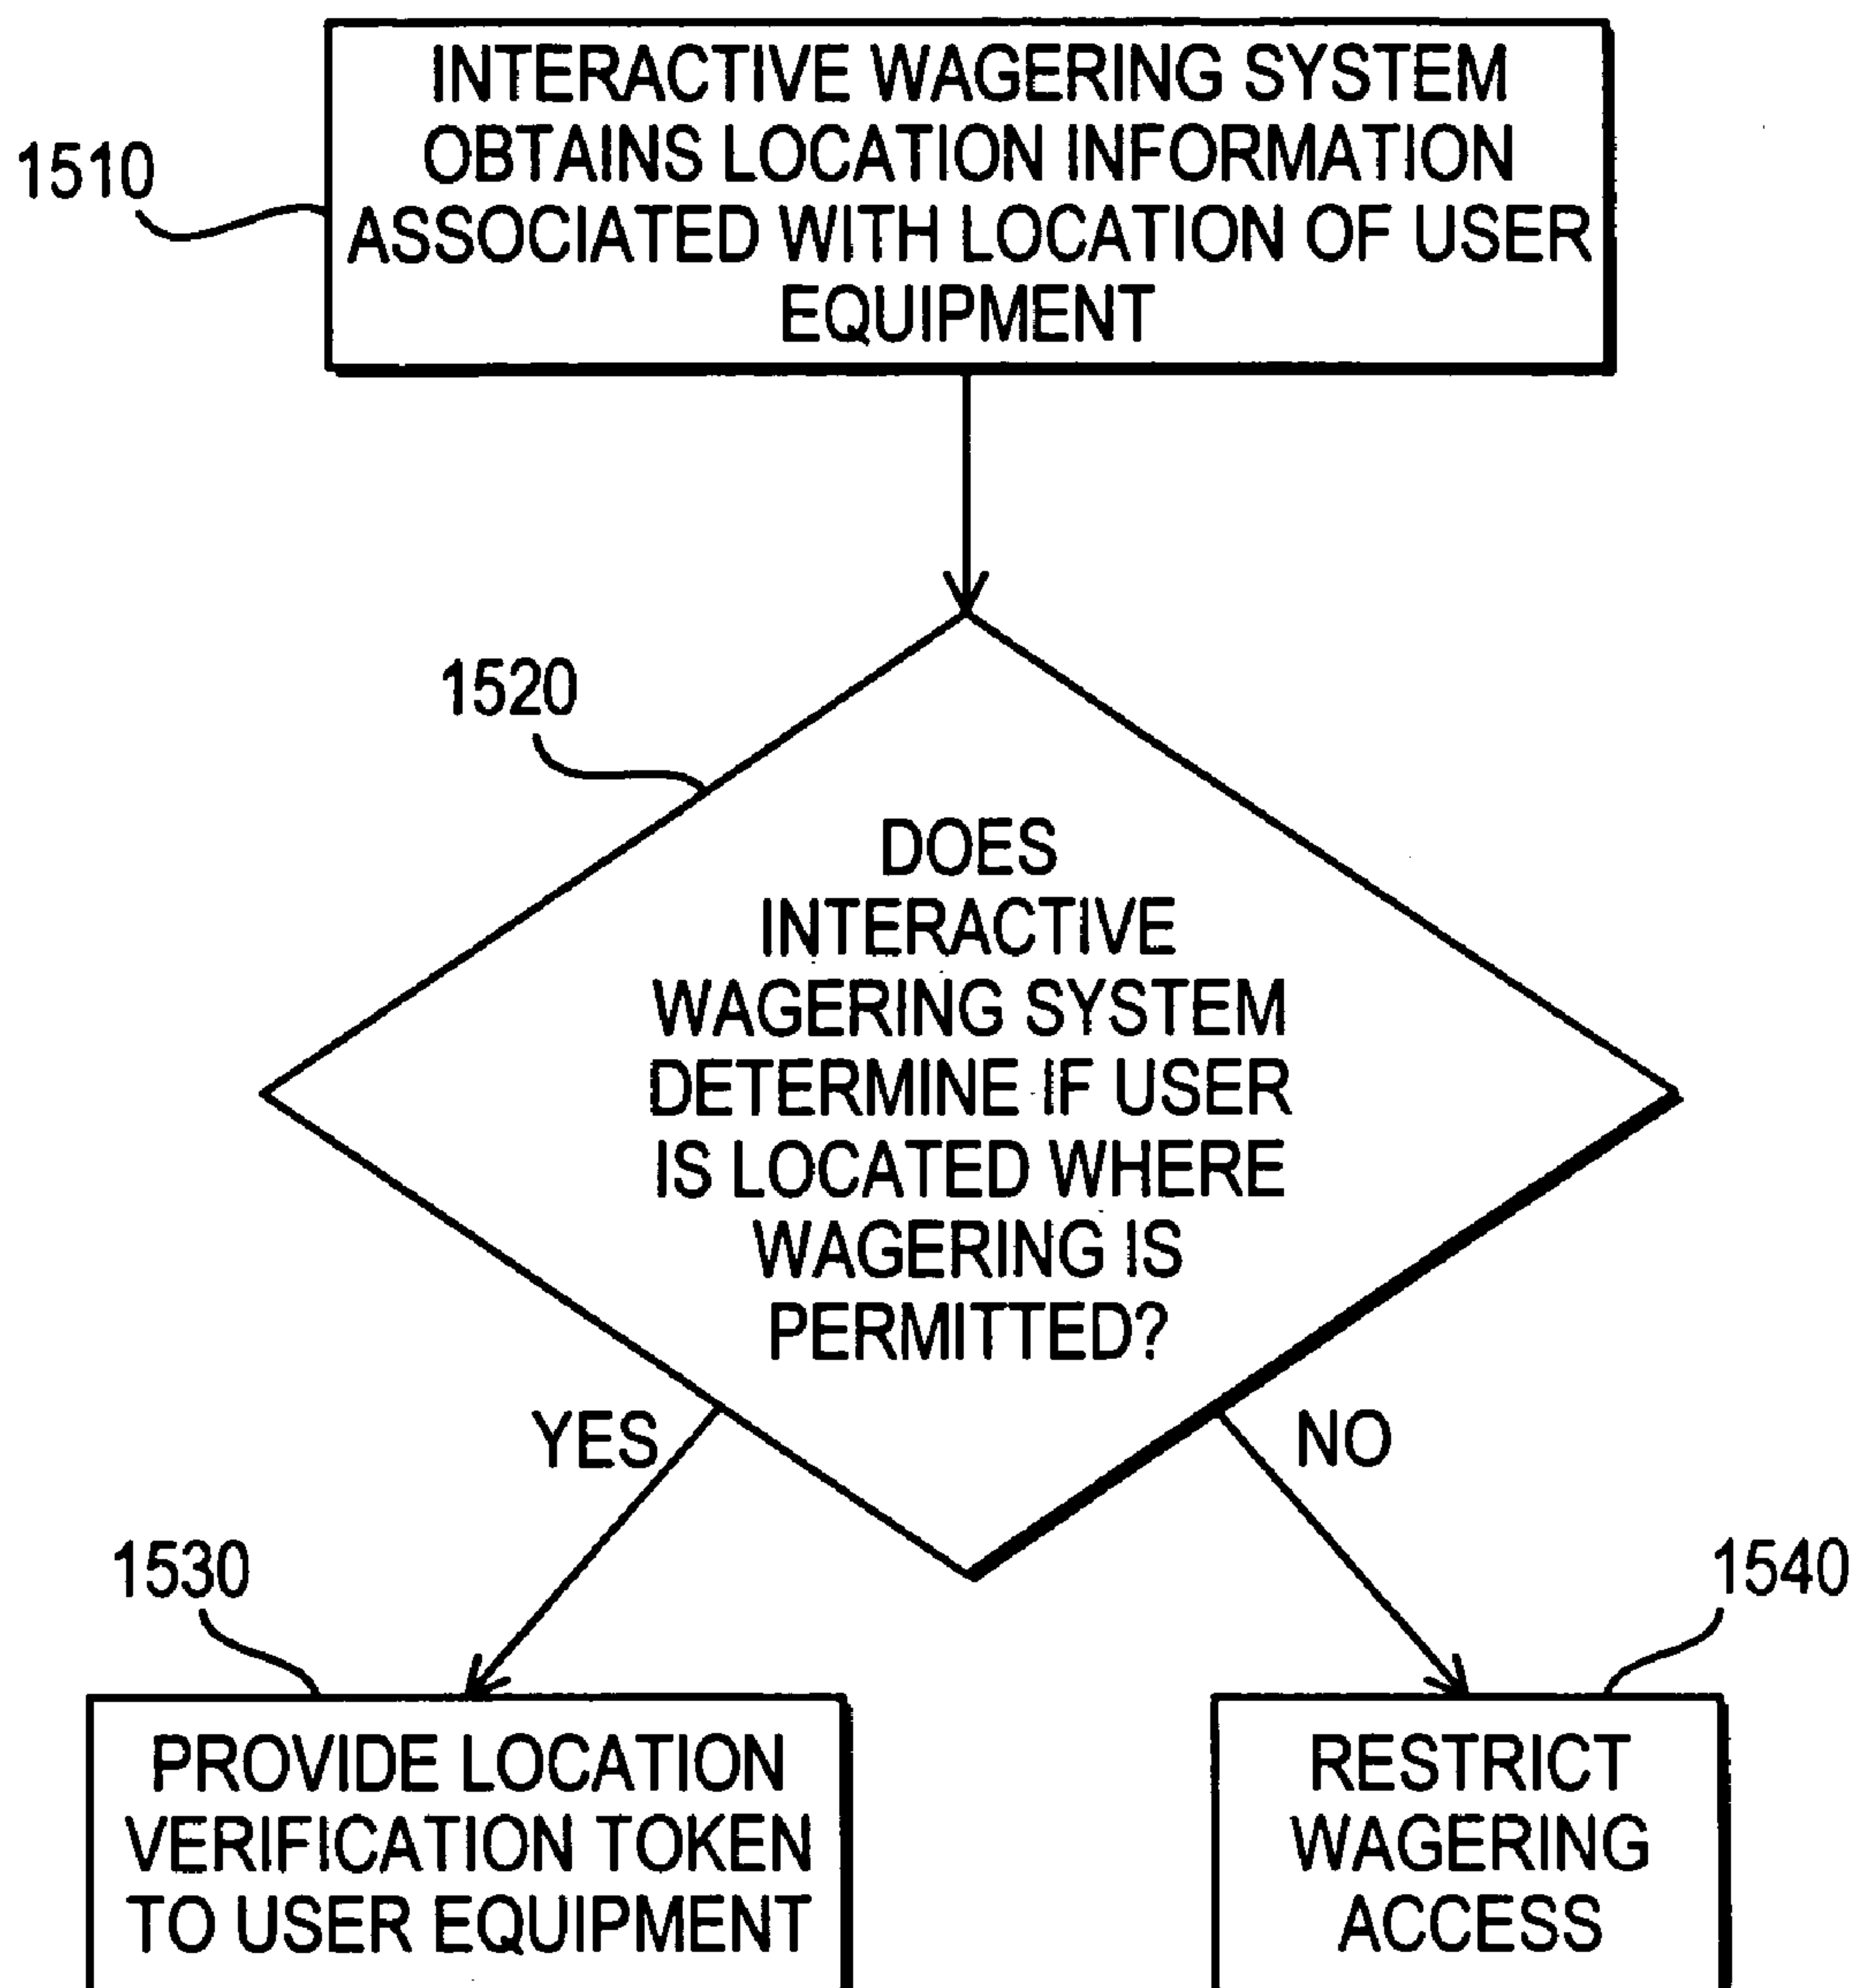 INTERACTIVE WAGERING SYSTEM
OBTAINS LOCATION INFORMATION
ASSOCIATED WITH LOCATION OF USER
EQUIPMENT
1510
1520
DOES
INTERACTIVE
WAGERING SYSTEM
DETERMINE IF USER
IS LOCATED WHERE
WAGERING IS
PERMITTED?
YES
NO
1530
1540
PROVIDE LOCATION
VERIFICATION TOKEN
TO USER EQUIPMENT
RESTRICT
WAGERING
ACCESS